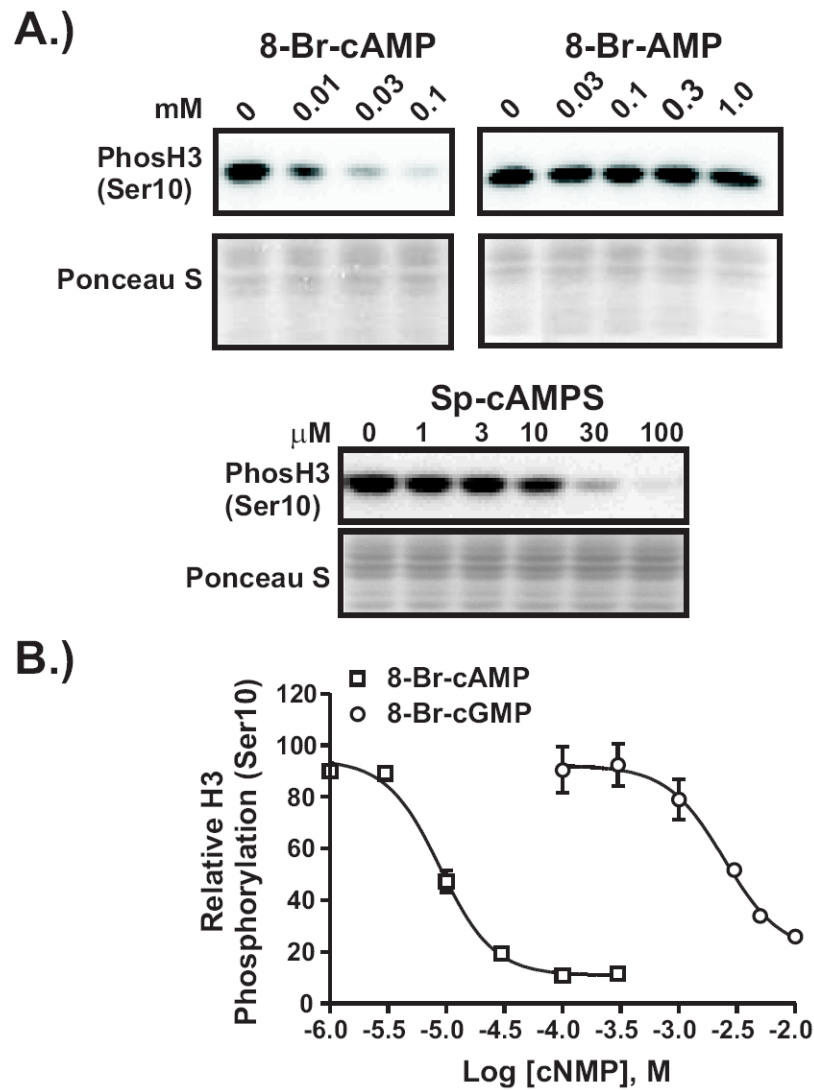 A.)
8-Br-cAMP 8-Br-AMP
mM 0 0.01 0.03 0.1 0 0.03 0.1 0.3 1.0
PhosH3
(Ser10)
Ponceau S
Sp-cAMPS
μM 0 1 3 10 30 100
PhosH3
(Ser10)
Ponceau S
B.)
8-Br-cAMP
8-Br-cGMP
Relative H3
Phosphorylation (Ser10)
120
100
80
60
40
20
0
-6.0 -5.5 -5.0 -4.5 -4.0 -3.5 -3.0 -2.5 -2.0
Log [cNMP], M